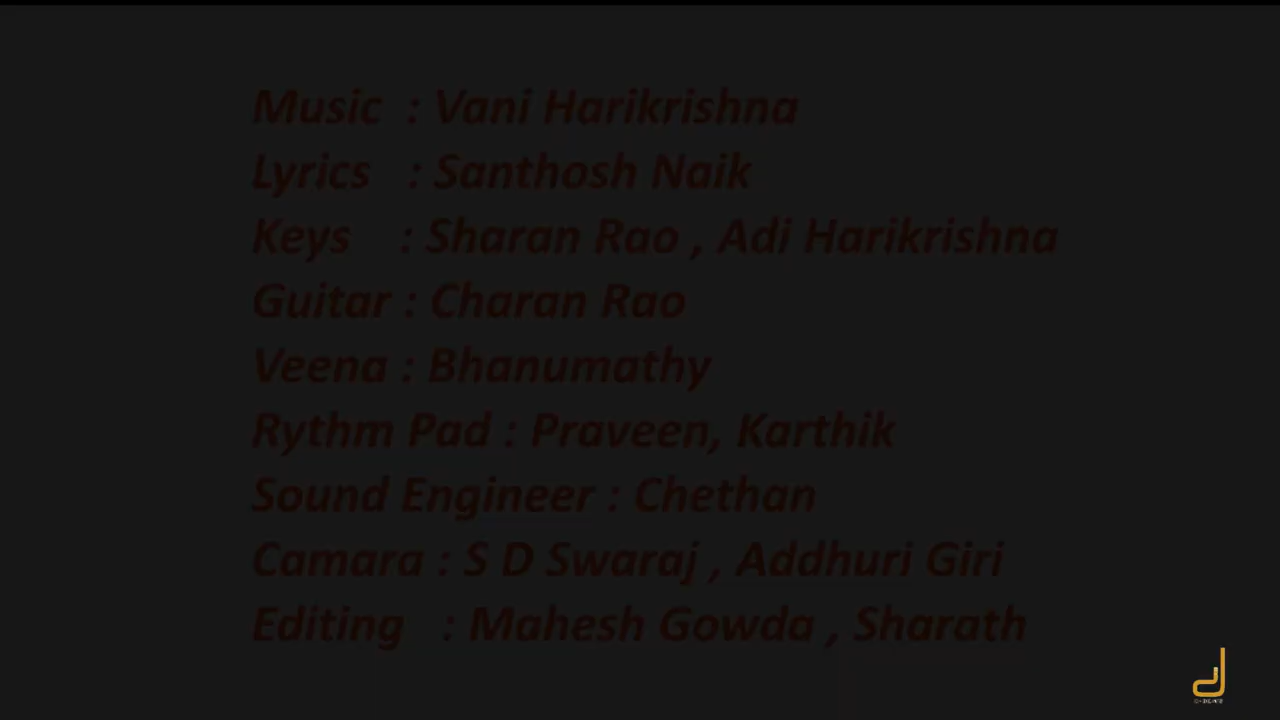 Music : Vani Harikrishna
Lyrics : Santhosh Naik
Keys : Sharan Rao , Adi Harikrishna
Guitar : Charan Rao
Veena : Bhanumathy
Rythm Pad : Praveen, Karthik
Sound Engineer : Chethan
Camara : S D Swaraj , Addhuri Giri
Editing : Mahesh Gowda , Sharath